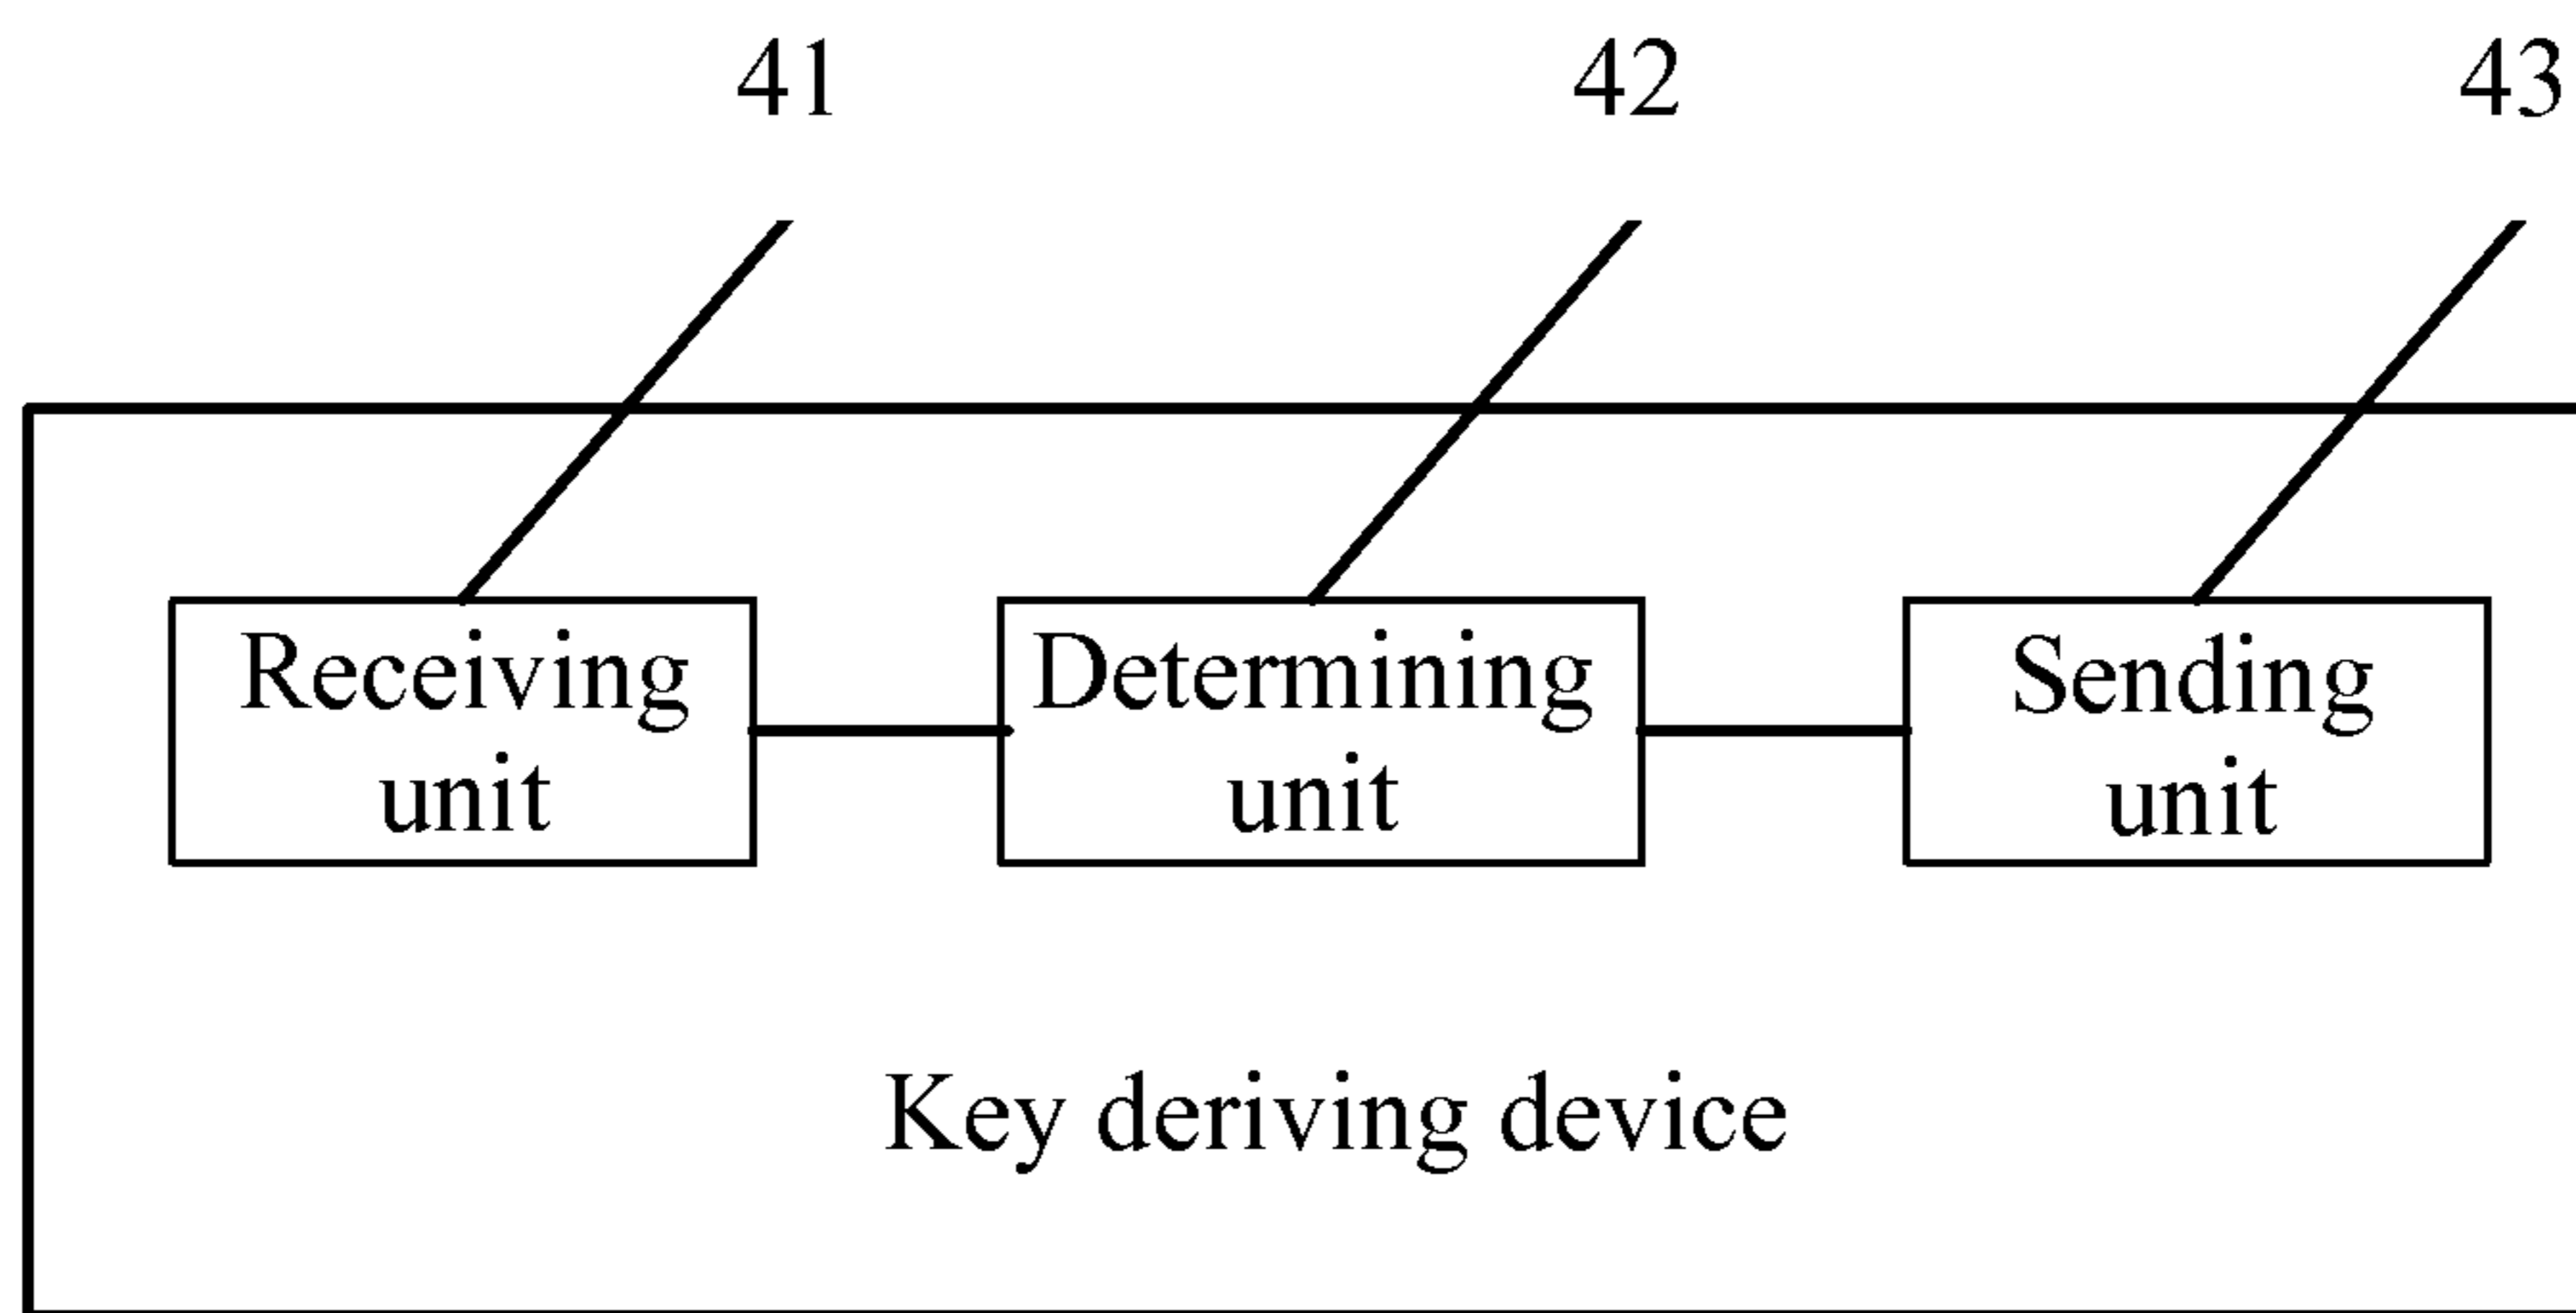 41 42 43
Receiving
unit
Determining
unit
Sending
unit
Key deriving device